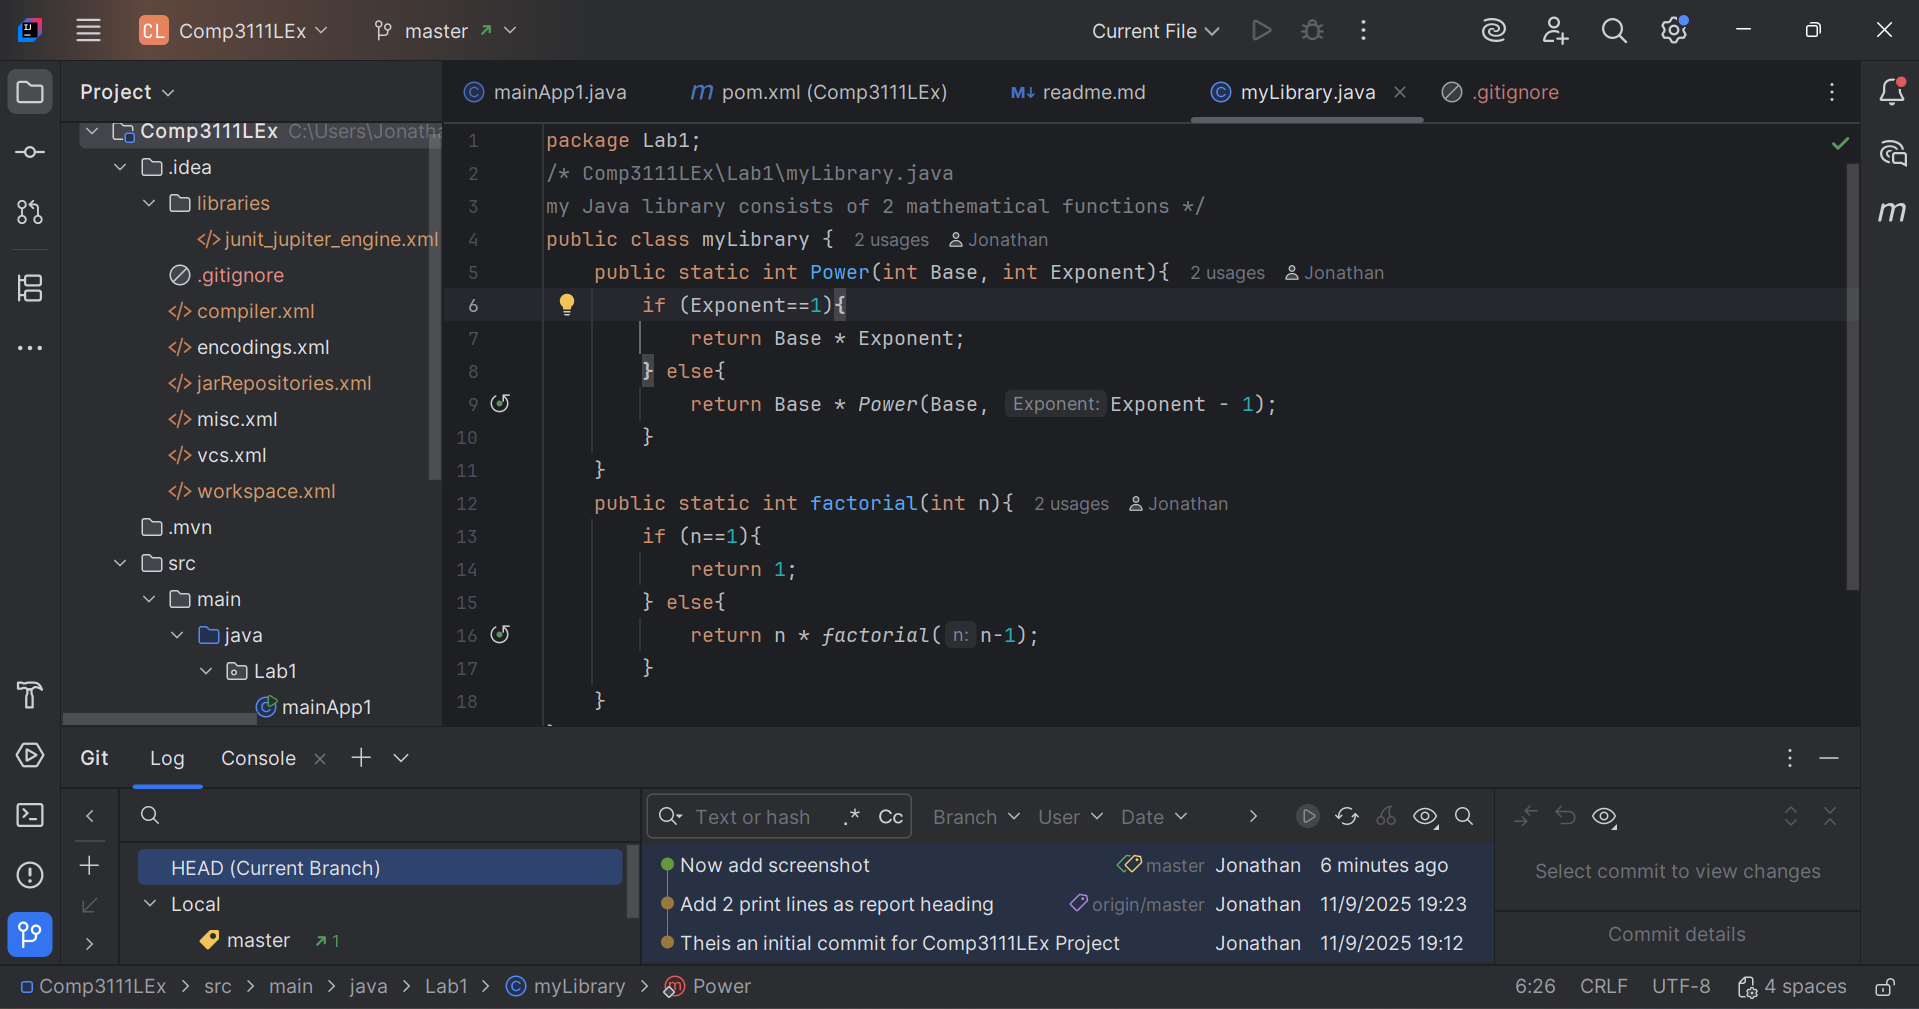 CL Comp3111LEx master Current File
Project
mainApp1.java pom.xml (Comp3111LEx) readme.md myLibrary.java .gitignore
Comp3111LEx C:\Users\Jonatha
.idea
libraries
junit_jupiter_engine.xml
.gitignore
compiler.xml
encodings.xml
jarRepositories.xml
misc.xml
vcs.xml
workspace.xml
.mvn
src
main
java
Lab1
mainApp1
1 package Lab1;
2 /* Comp3111LEx\Lab1\myLibrary.java
3 my Java library consists of 2 mathematical functions */
4 public class myLibrary { 2 usages Jonathan
5 public static int Power(int Base, int Exponent){ 2 usages Jonathan
6 if (Exponent==1){
7 return Base * Exponent;
8 } else{
9 return Base * Power(Base, Exponent: Exponent - 1);
10 }
11 }
12 public static int factorial(int n){ 2 usages Jonathan
13 if (n==1){
14 return 1;
15 } else{
16 return n * factorial( n: n-1);
17 }
18 }
Git Log Console
Text or hash .* Cc Branch User Date
HEAD (Current Branch)
Local
master 1
Now add screenshot master Jonathan 6 minutes ago
Add 2 print lines as report heading origin/master Jonathan 11/9/2025 19:23
Theis an initial commit for Comp3111LEx Project Jonathan 11/9/2025 19:12
Select commit to view changes
Commit details
Comp3111LEx > src > main > java > Lab1 > myLibrary > Power 6:26 CRLF UTF-8 4 spaces